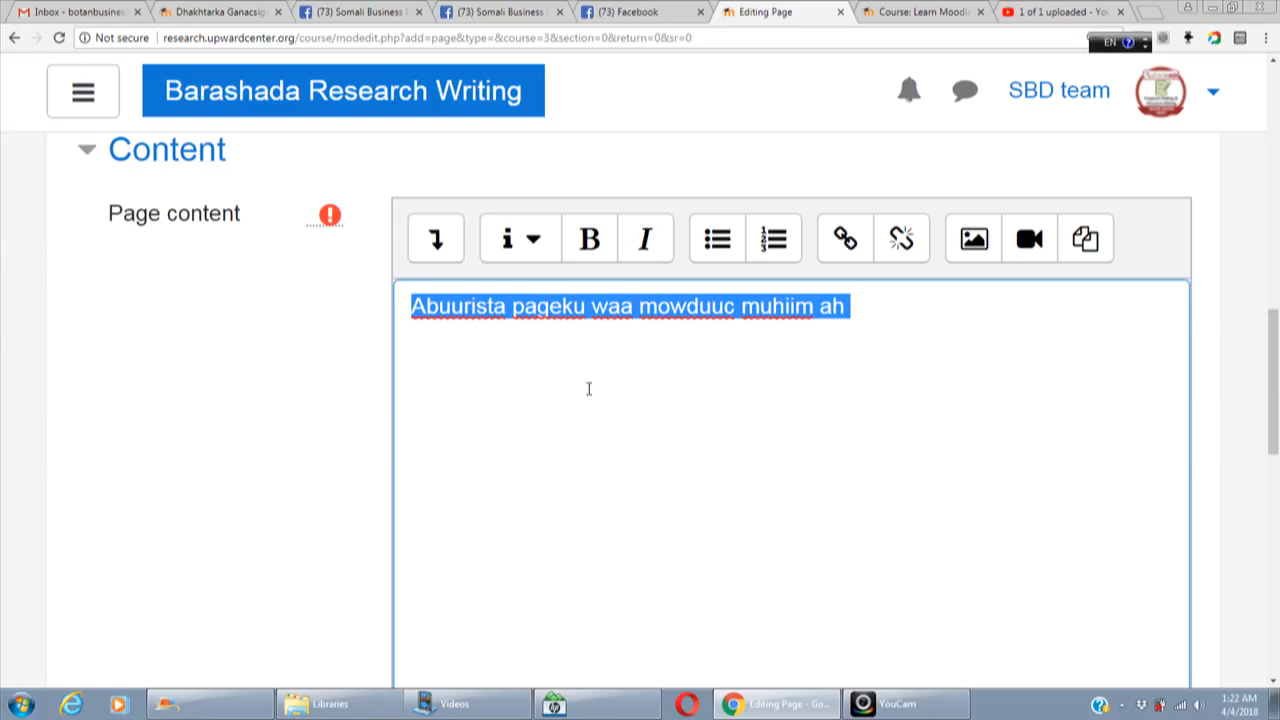 Inbox - botanbusines
Dhakhtarka Ganacsig
(73) Somali Business
(73) Somali Business
(73) Facebook
Editing Page
Course: Learn Moodl
1 of 1 uploaded - You
Not secure research.upwardcenter.org/course/modedit.php?add=page&type=&course=3&section=0&return=0&sr=0
EN
Barashada Research Writing
SBD team
Content
Page content
B I
Abuurista pageku waa mowduuc muhiim ah
Libraries
Videos
Editing Page - Go...
YouCam
1:22 AM
4/4/2018